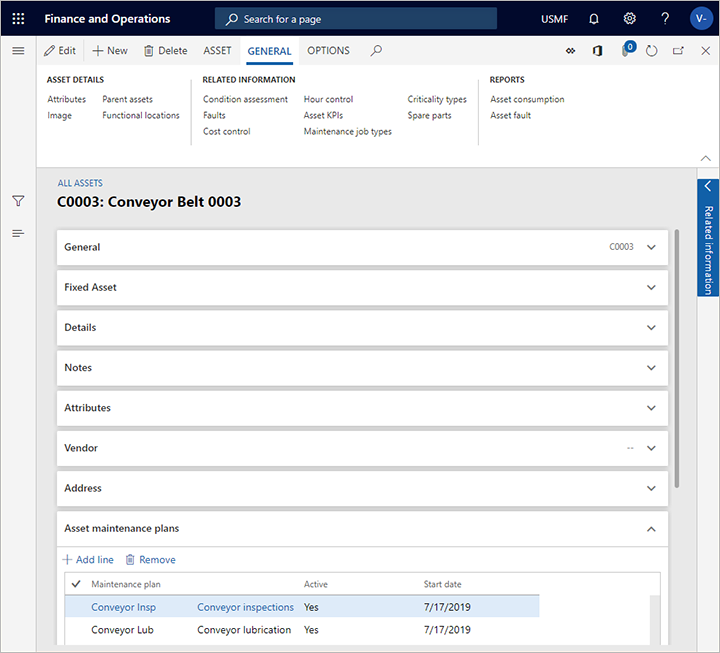 Finance and Operations Search for a page USMF ? V-
Edit New Delete ASSET GENERAL OPTIONS 0
ASSET DETAILS RELATED INFORMATION REPORTS
Attributes Parent assets Condition assessment Hour control Criticality types Asset consumption
Image Functional locations Faults Asset KPIs Spare parts Asset fault
Cost control Maintenance job types
ALL ASSETS
C0003: Conveyor Belt 0003
Related information
General C0003
Fixed Asset
Details
Notes
Attributes
Vendor --
Address
Asset maintenance plans
Add line Remove
Maintenance plan Active Start date
Conveyor Insp Conveyor inspections Yes 7/17/2019
Conveyor Lub Conveyor lubrication Yes 7/17/2019